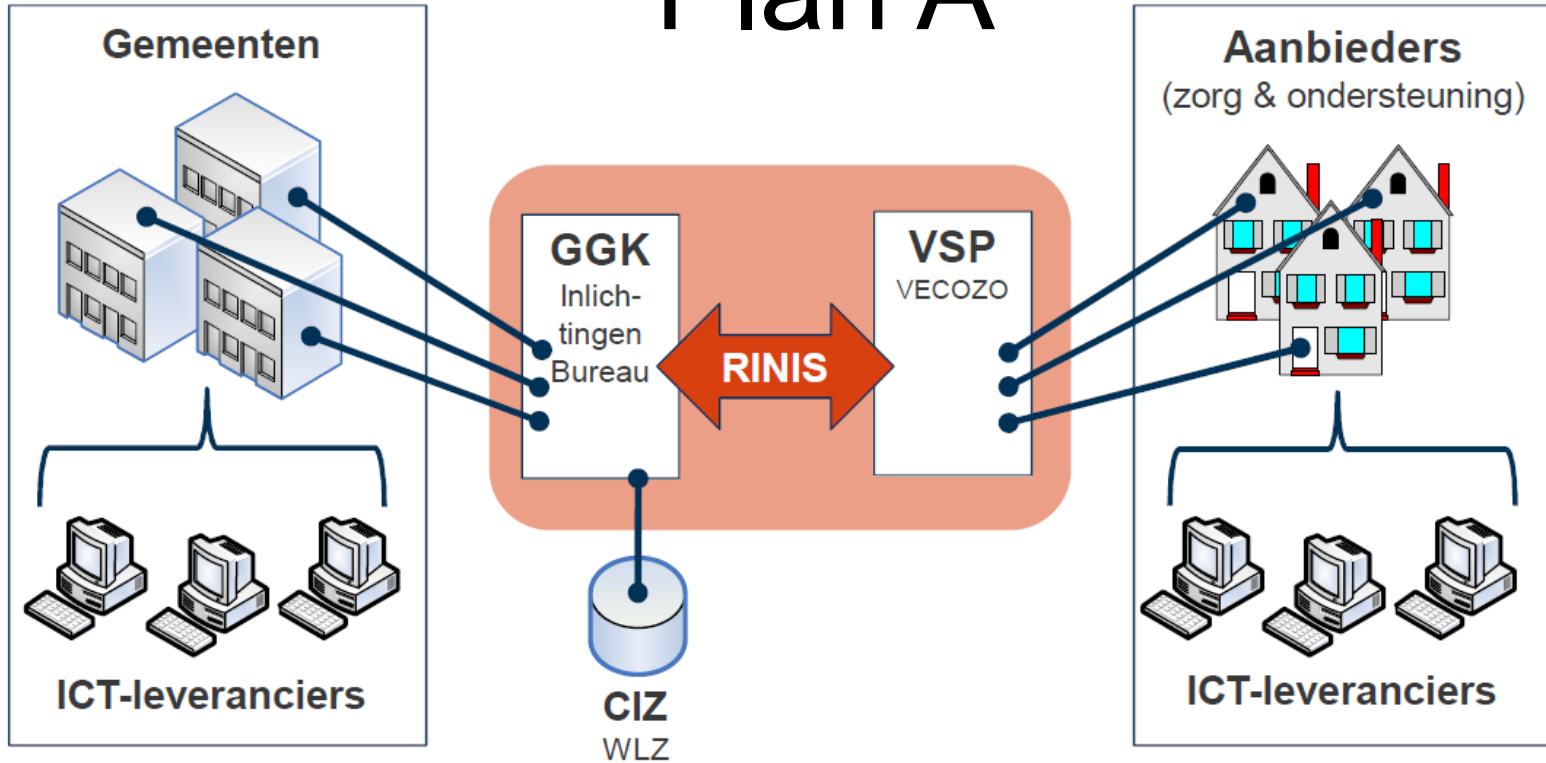 Plan A
Gemeenten
Aanbieders
(zorg & ondersteuning)
GGK
Inlich-
tingen
Bureau
RINIS
VSP
VECOZO
ICT-leveranciers
CIZ
WLZ
ICT-leveranciers